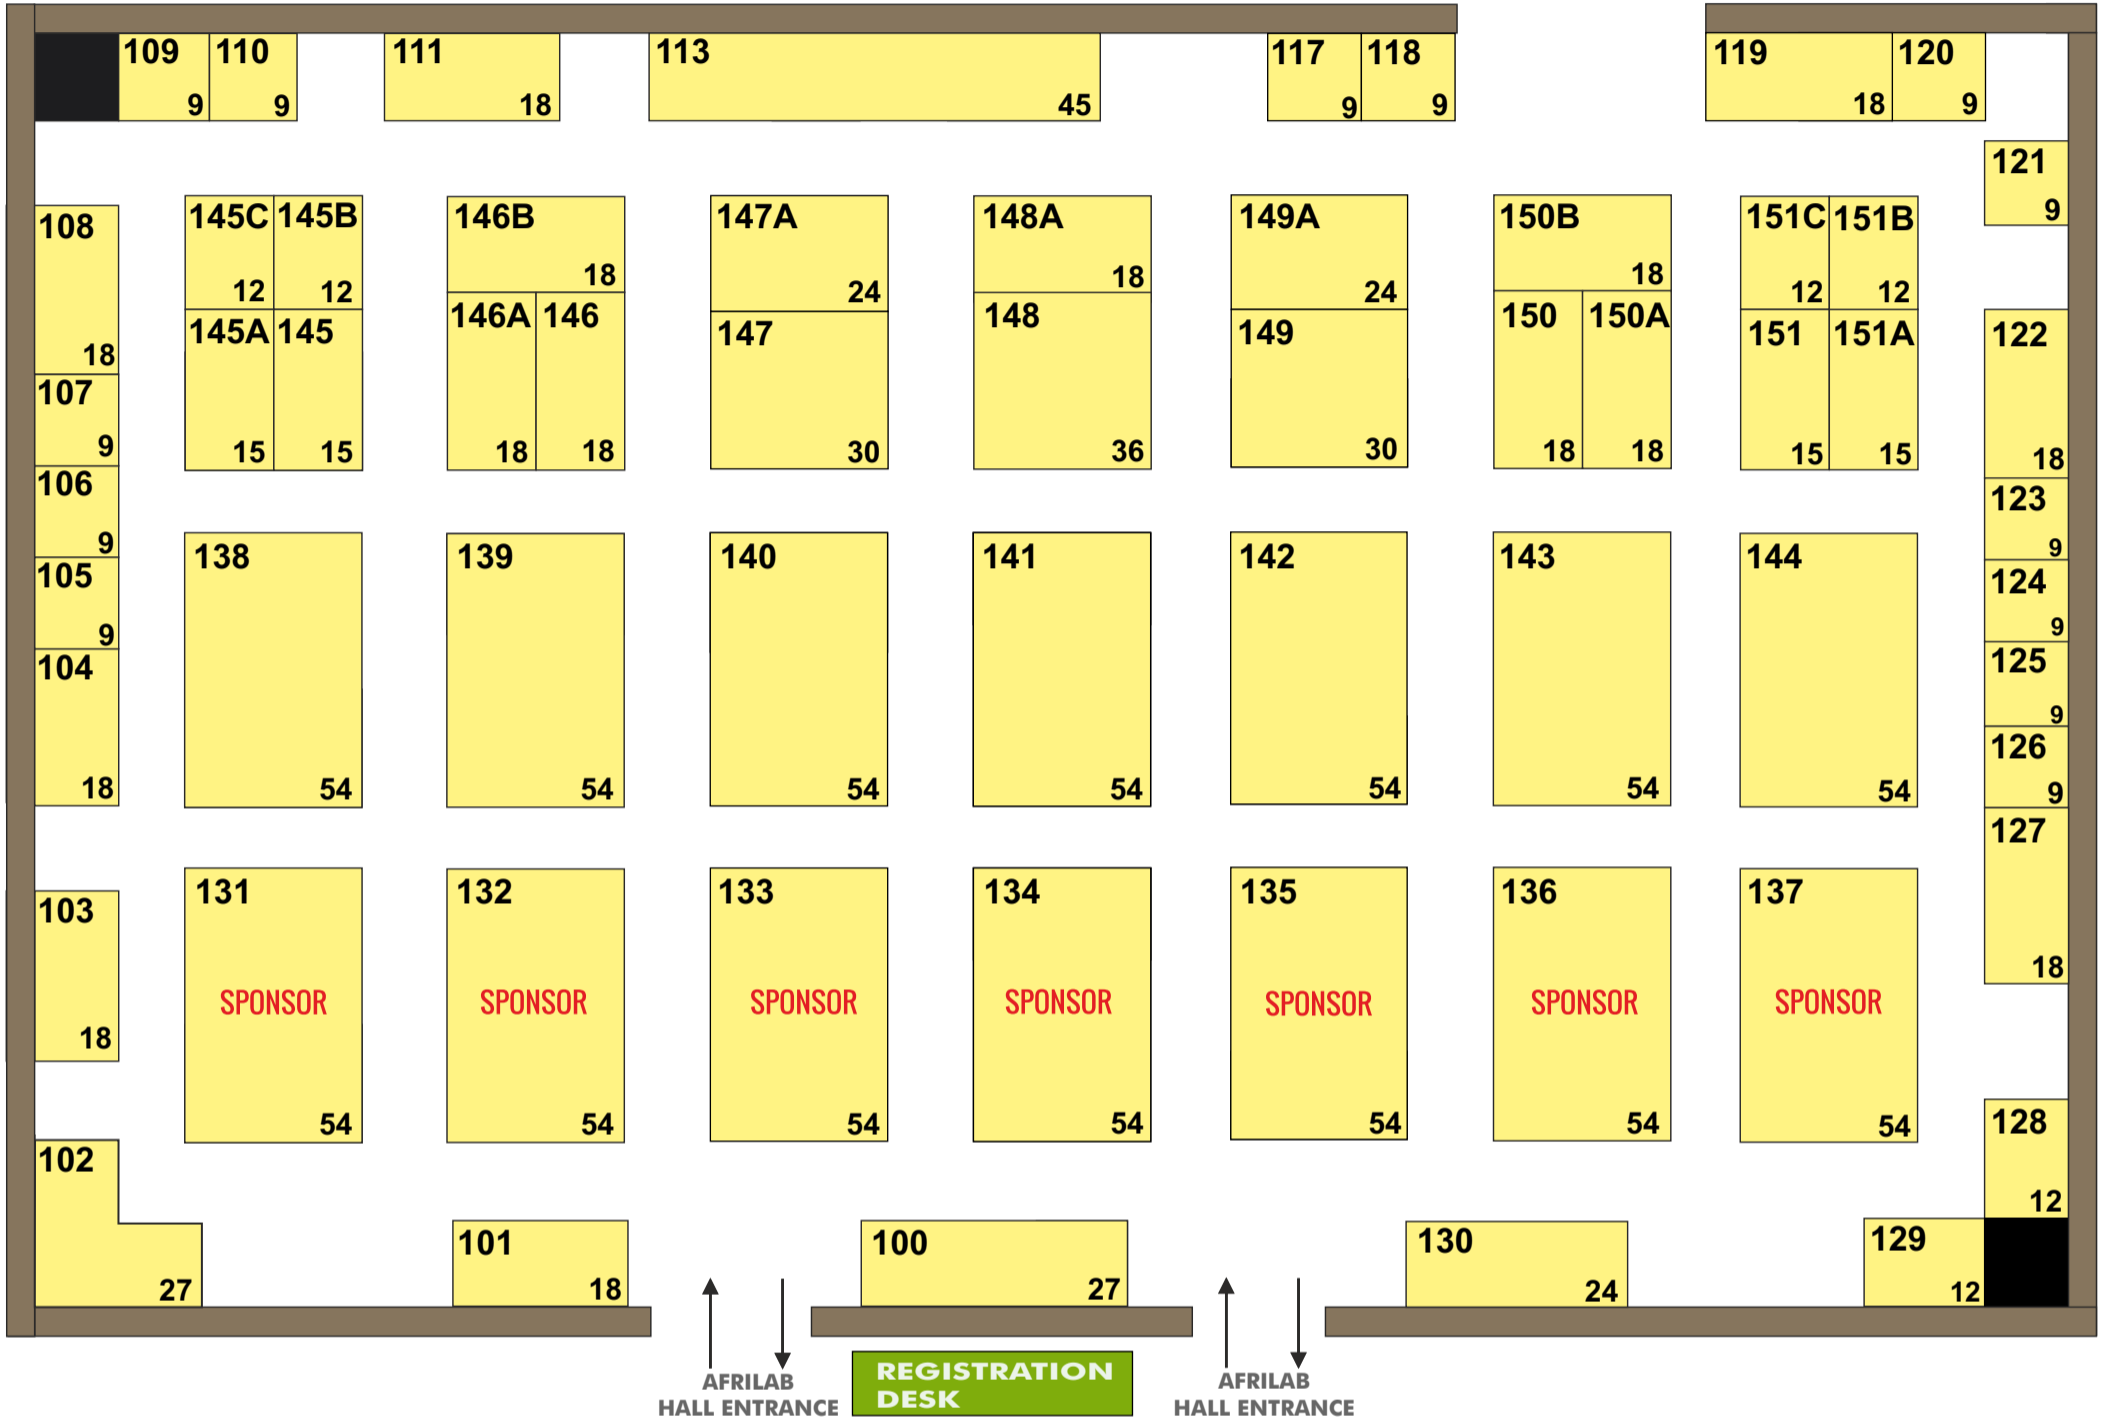 109 110 111 113 117 118 119 120
9 9 18 45 9 9 18 9
121
9
108 145C 145B 146B 147A 148A 149A 150B 151C 151B
18 18 18
12 12 24 24 12 12
146A 146 148 150 150A
145A 145 147 149 151 151A 122
18
107
9 15 15 18 18 30 36 30 18 18 15 15 18
106 123
9 9
138 139 140 141 142 143 144
105 124
9 9
104 125
9
126
18 54 54 54 54 54 54 54 9
127
131 132 133 134 135 136 137
103
18
SPONSOR SPONSOR SPONSOR SPONSOR SPONSOR SPONSOR SPONSOR
18
54 54 54 54 54 54 54
128
102
12
101 100 130 129
27 18 27 24 12
REGISTRATION
DESK
AFRILAB
HALL ENTRANCE
AFRILAB
HALL ENTRANCE